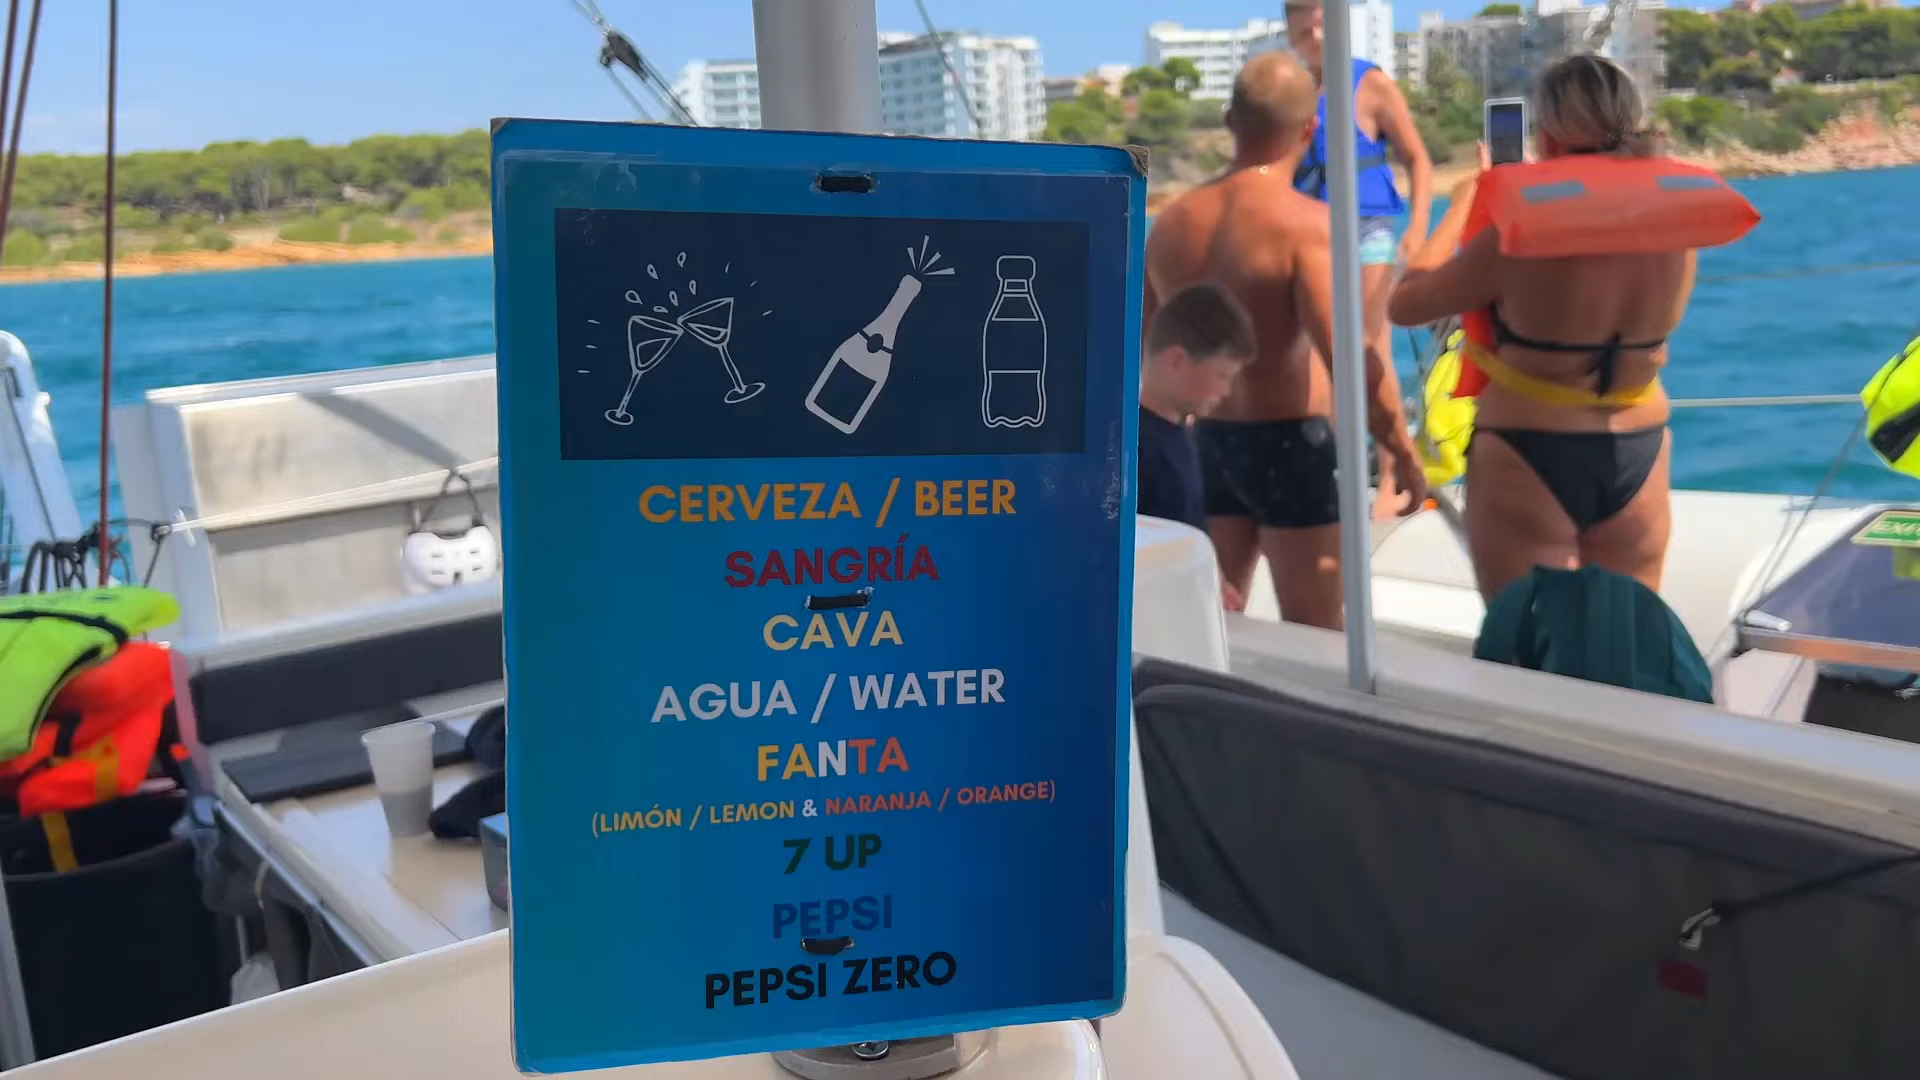 CERVEZA / BEER
SANGRÍA
CAVA
AGUA / WATER
FANTA
(LIMÓN / LEMON & NARANJA / ORANGE)
7 UP
PEPSI
PEPSI ZERO